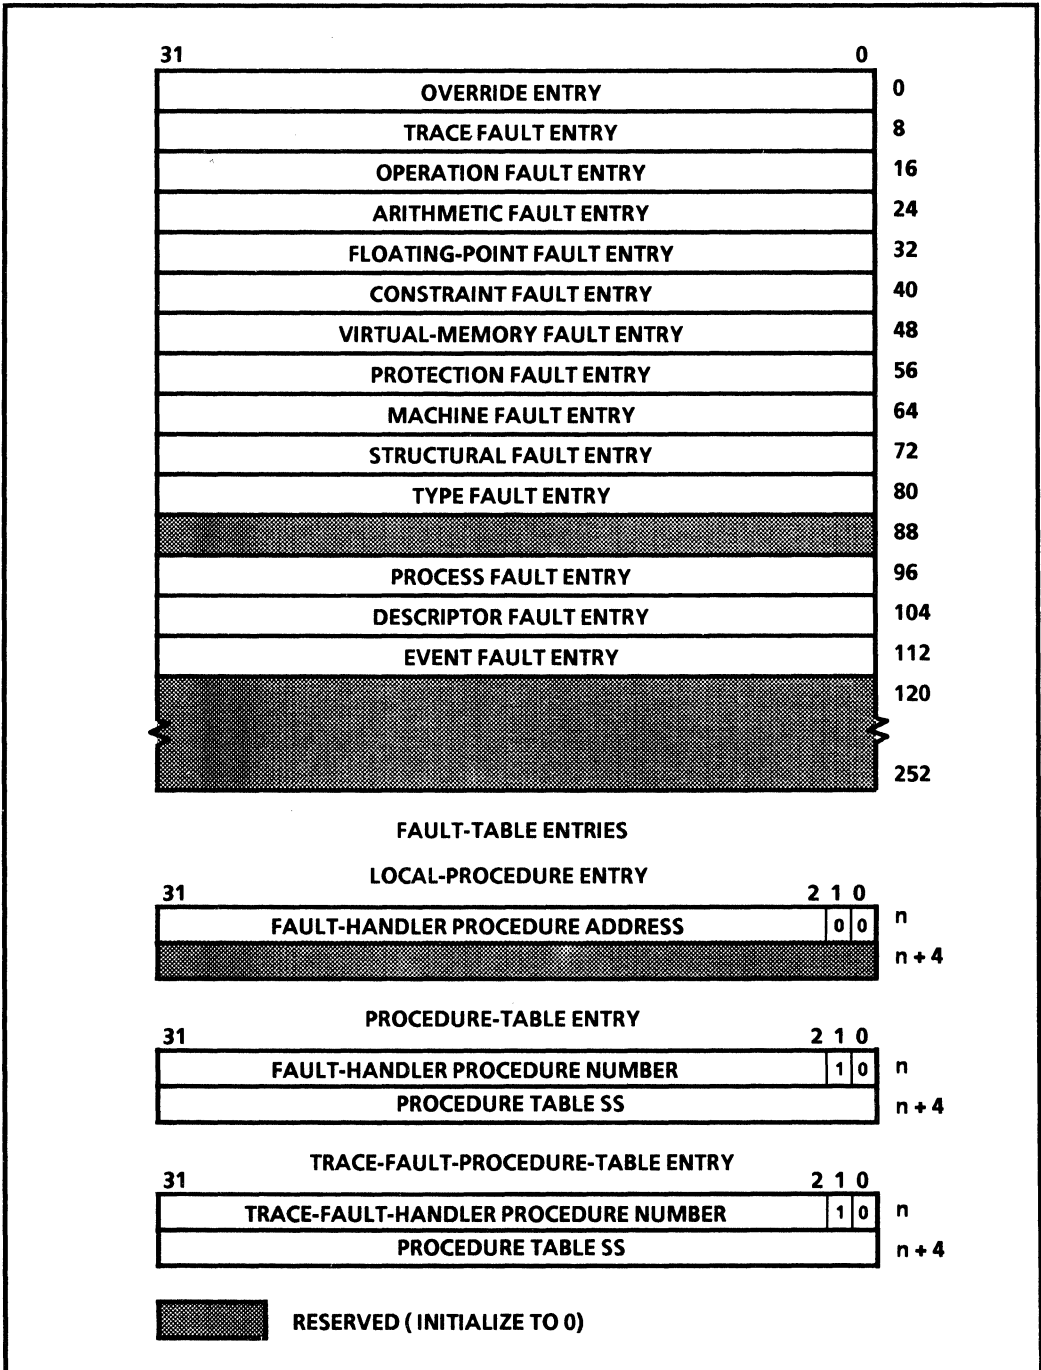 31 0
OVERRIDE ENTRY 0
TRACE FAULT ENTRY 8
OPERATION FAULT ENTRY 16
ARITHMETIC FAULT ENTRY 24
FLOATING-POINT FAULT ENTRY 32
CONSTRAINT FAULT ENTRY 40
VIRTUAL-MEMORY FAULT ENTRY 48
PROTECTION FAULT ENTRY 56
MACHINE FAULT ENTRY 64
STRUCTURAL FAULT ENTRY 72
TYPE FAULT ENTRY 80
88
PROCESS FAULT ENTRY 96
DESCRIPTOR FAULT ENTRY 104
EVENT FAULT ENTRY 112
120
252
FAULT-TABLE ENTRIES
LOCAL-PROCEDURE ENTRY
31 2 1 0
FAULT-HANDLER PROCEDURE ADDRESS 0 0 n
n + 4
PROCEDURE-TABLE ENTRY
31 2 1 0
FAULT-HANDLER PROCEDURE NUMBER 1 0 n
PROCEDURE TABLE SS n + 4
TRACE-FAULT-PROCEDURE-TABLE ENTRY
31 2 1 0
TRACE-FAULT-HANDLER PROCEDURE NUMBER 1 0 n
PROCEDURE TABLE SS n + 4
RESERVED ( INITIALIZE TO 0)